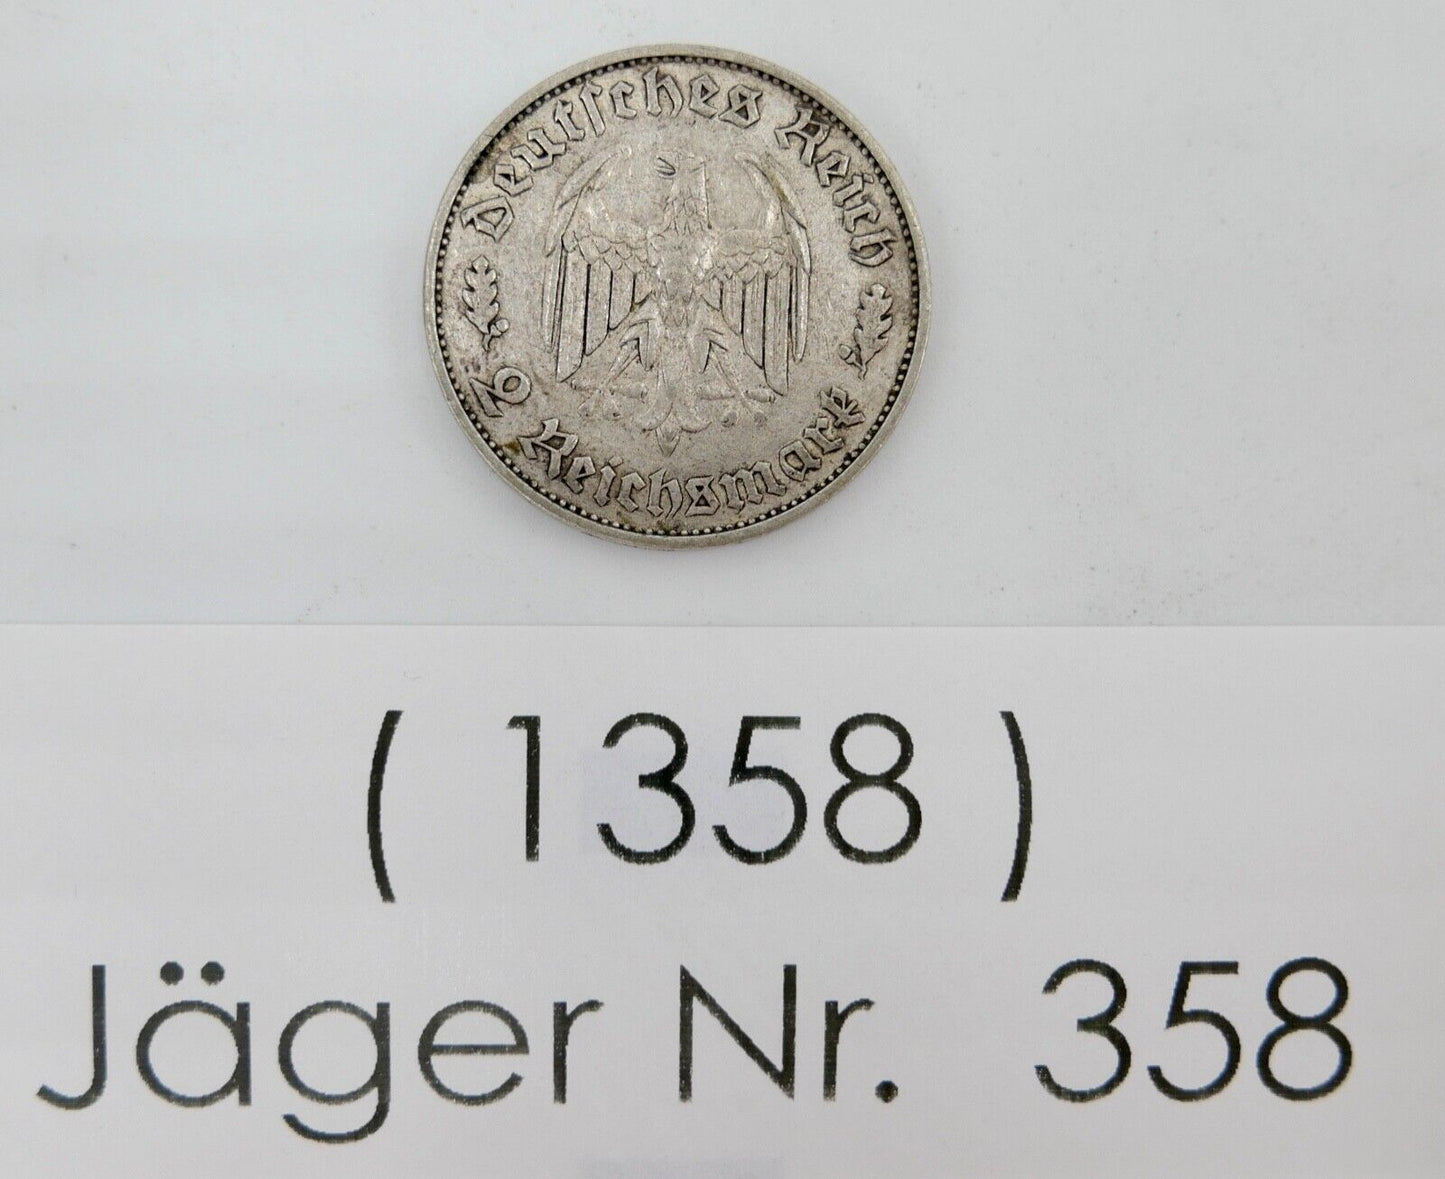 Deutsches Reich
2 Reichsmark
( 1358 )
Jäger Nr. 358